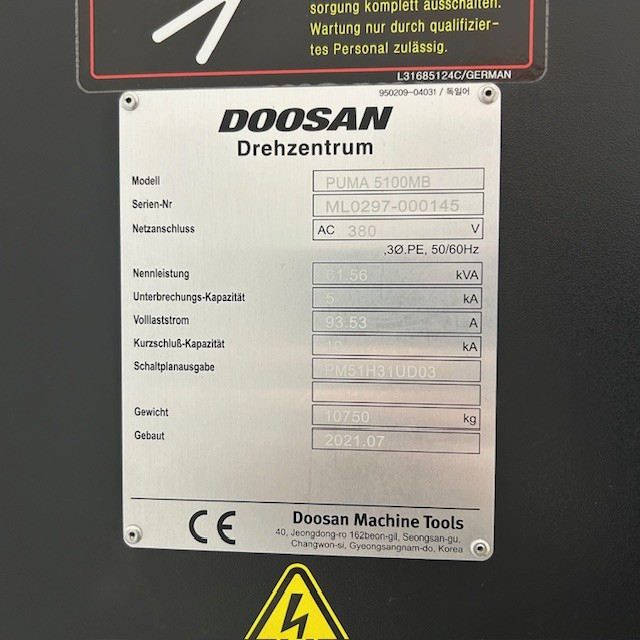 sorgung komplett ausschalten.
Wartung nur durch qualifizier-
tes Personal zulässig.
L31685124C/GERMAN
950209-04031 / 독일어
DOOSAN
Drehzentrum
Modell PUMA 5100MB
Serien-Nr ML0297-000145
Netzanschluss AC 380 V
,3Ø.PE, 50/60Hz
Nennleistung 61.56 kVA
Unterbrechungs-Kapazität 5 kA
Volllaststrom 93.53 A
Kurzschluß-Kapazität 10 kA
Schaltplanausgabe PM51H31UD03
Gewicht 10750 kg
Gebaut 2021.07
CE
Doosan Machine Tools
40, Jeongdong-ro 162beon-gil, Seongsan-gu,
Changwon-si, Gyeongsangnam-do, Korea